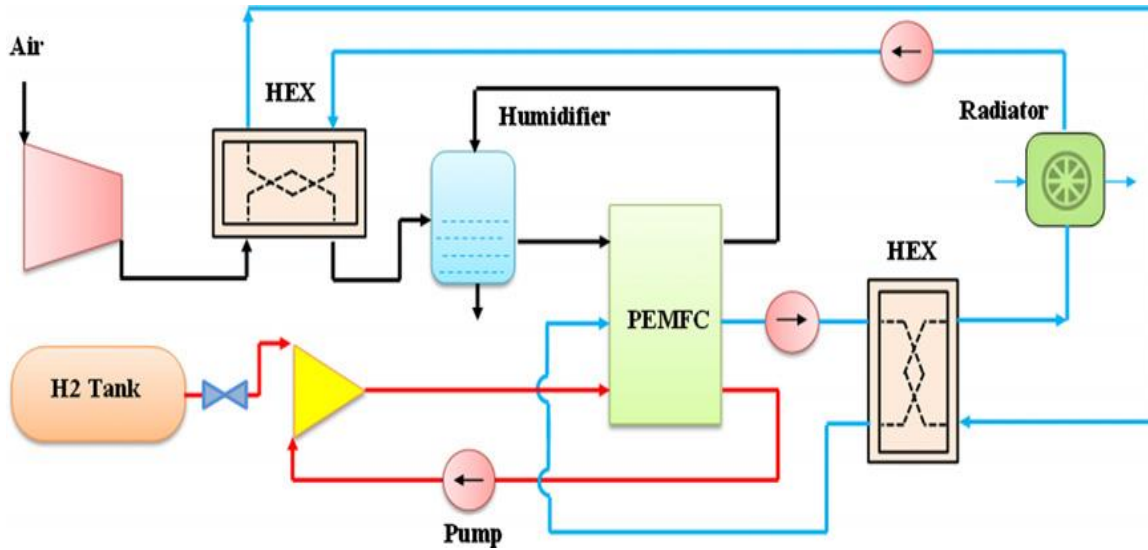 Air
HEX
Humidifier
Radiator
HEX
PEMFC
H2 Tank
Pump